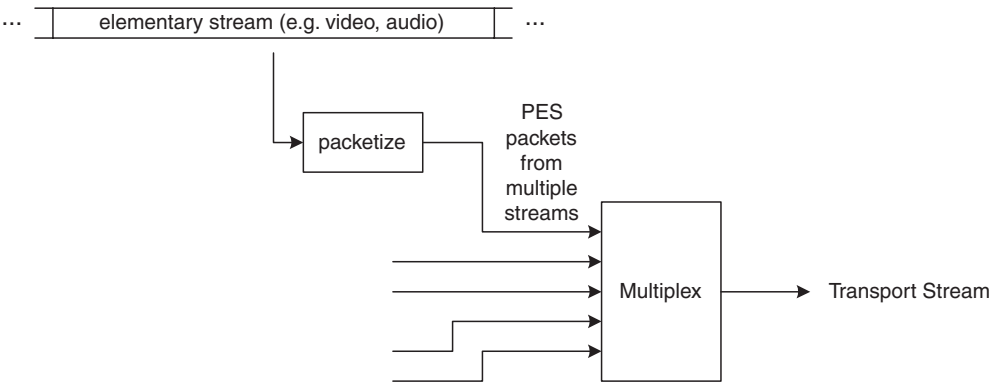 ... elementary stream (e.g. video, audio) ...
packetize
PES
packets
from
multiple
streams
Multiplex
Transport Stream